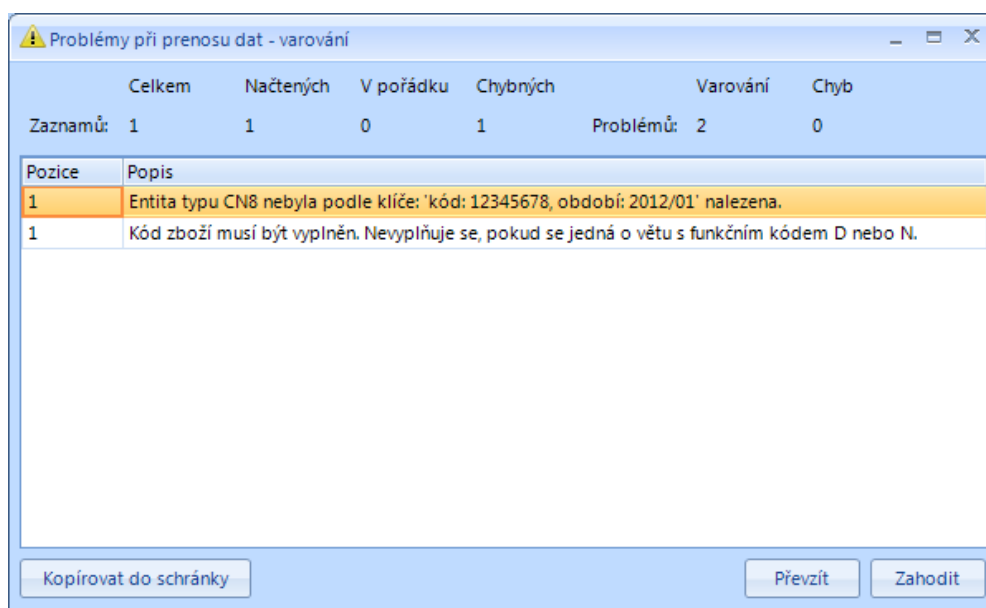 Problémy při prenosu dat - varování
Celkem Načtených V pořádku Chybných Varování Chyb
Zaznamů: 1 1 0 1 Problémů: 2 0
Pozice Popis
1 Entita typu CN8 nebyla podle klíče: 'kód: 12345678, období: 2012/01' nalezena.
1 Kód zboží musí být vyplněn. Nevyplňuje se, pokud se jedná o větu s funkčním kódem D nebo N.
Kopírovat do schránky Převzít Zahodit